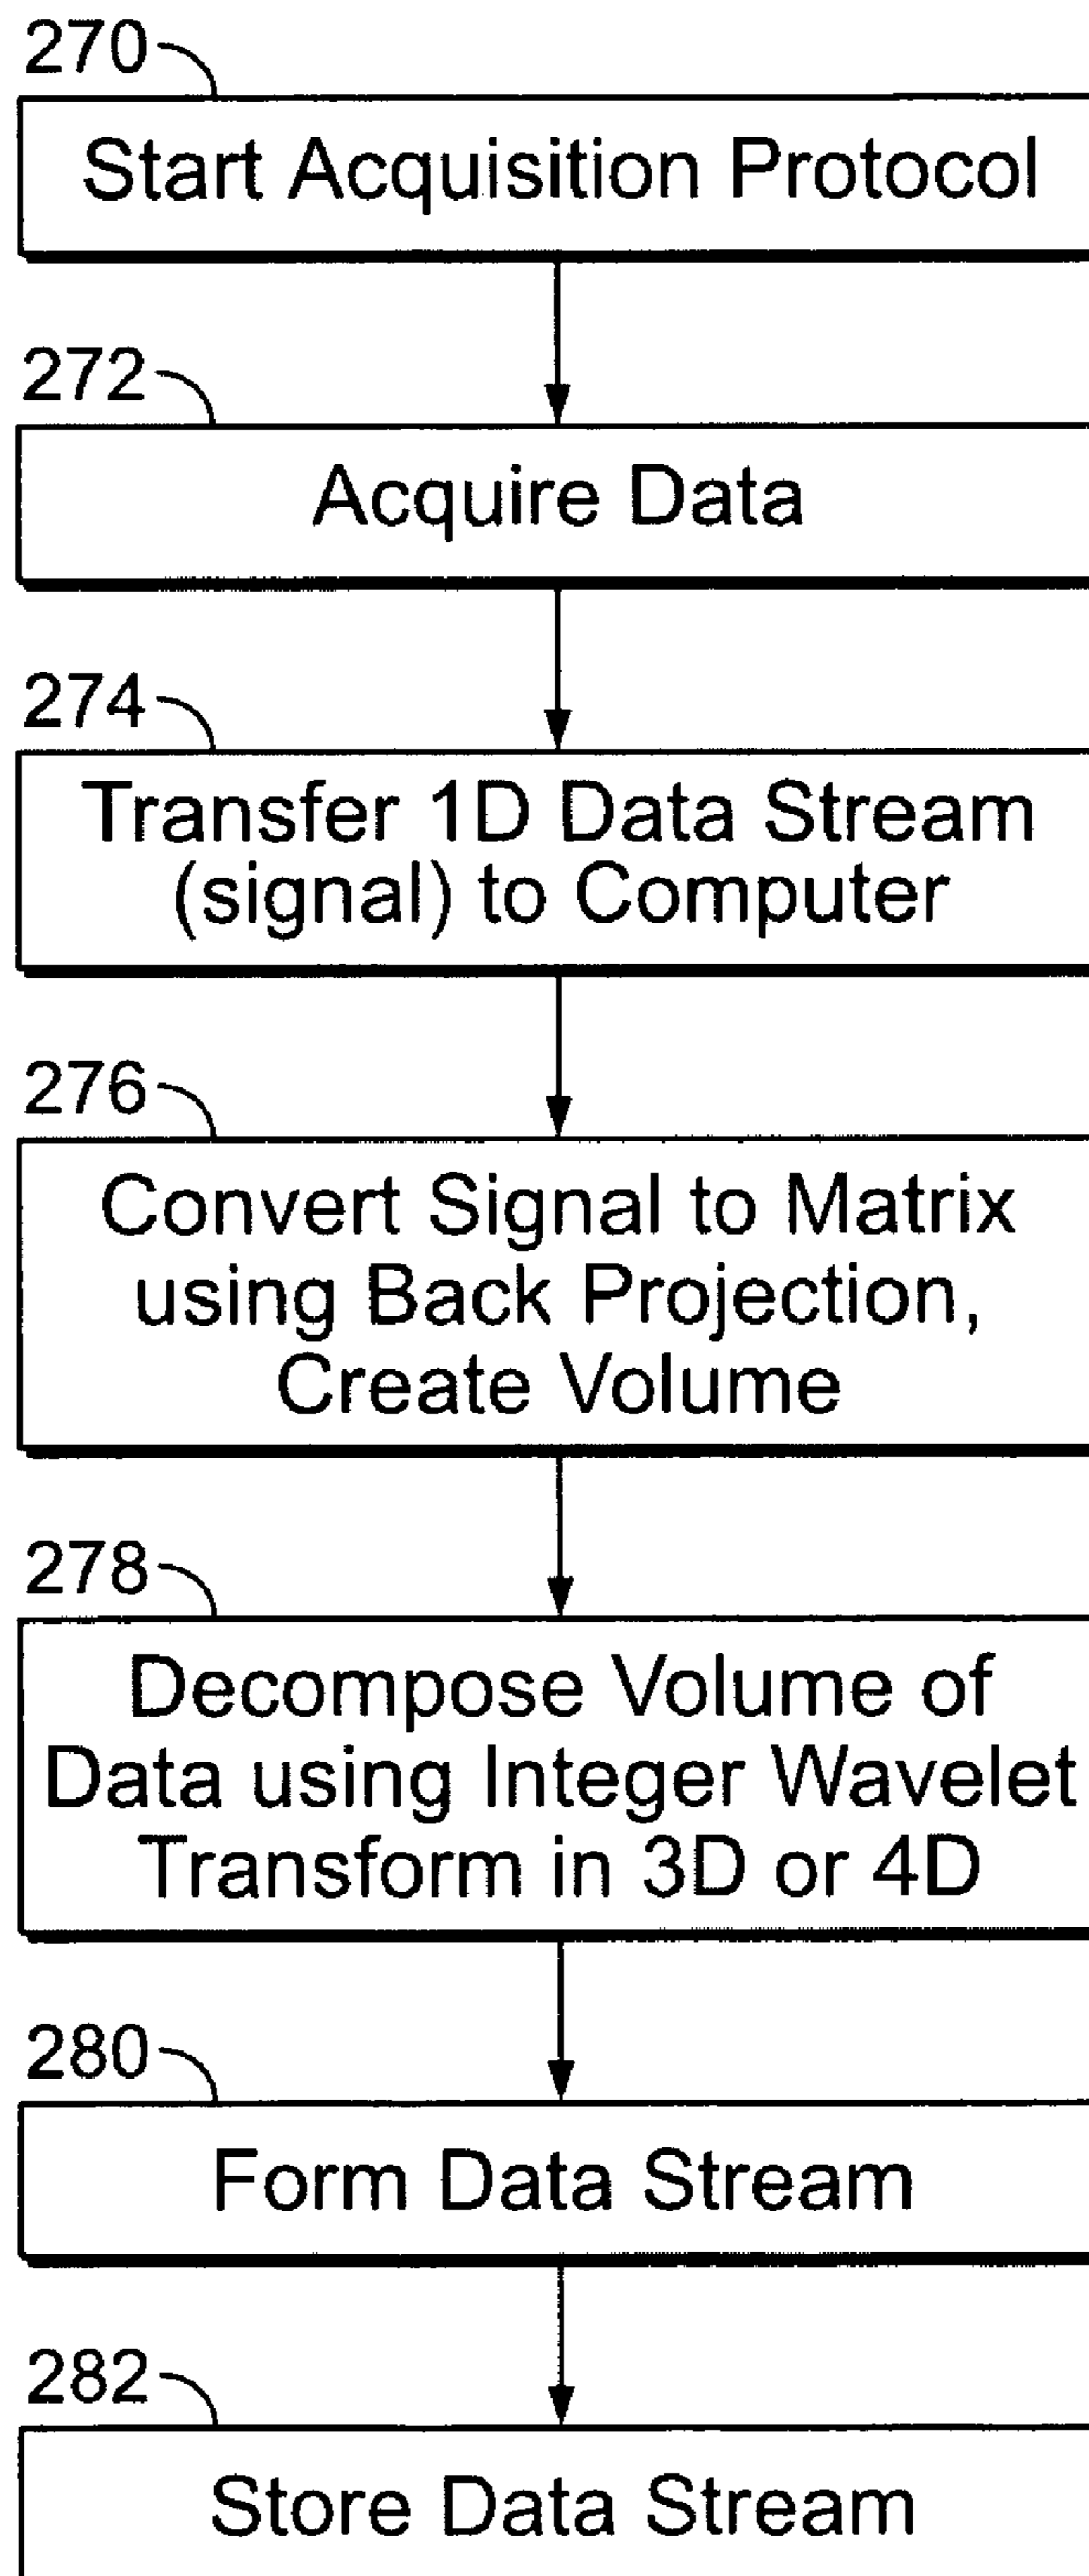 270
Start Acquisition Protocol
272
Acquire Data
274
Transfer 1D Data Stream
(signal) to Computer
276
Convert Signal to Matrix
using Back Projection,
Create Volume
278
Decompose Volume of
Data using Integer Wavelet
Transform in 3D or 4D
280
Form Data Stream
282
Store Data Stream